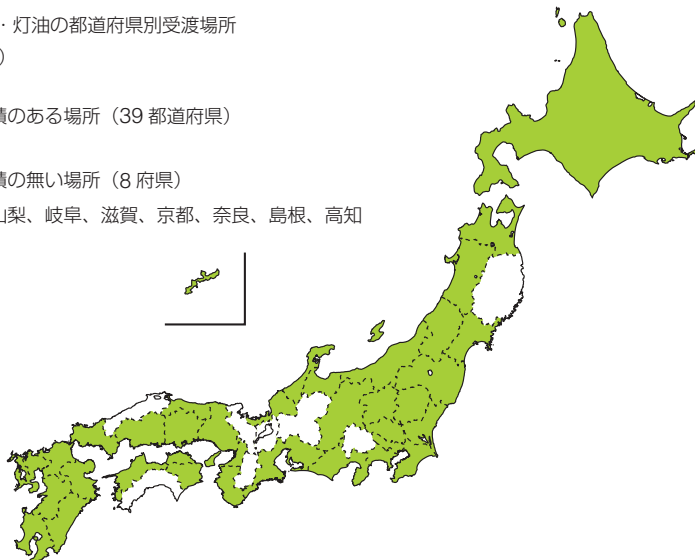 ・灯油の都道府県別受渡場所
）
績のある場所（39 都道府県）
績の無い場所（8 府県）
山梨、岐阜、滋賀、京都、奈良、島根、高知